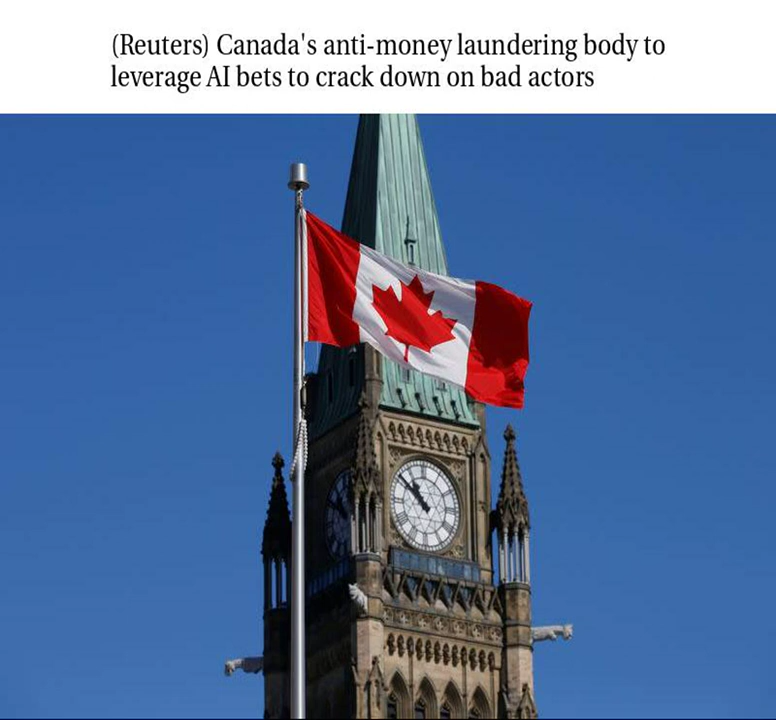 (Reuters) Canada's anti-money laundering body to
leverage AI bets to crack down on bad actors